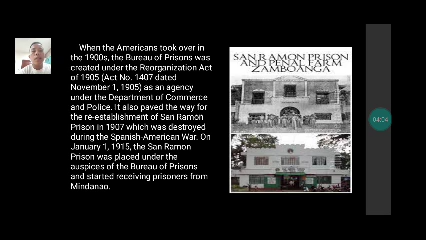 When the Americans took over in
the 1900s, the Bureau of Prisons was
created under the Reorganization Act
of 1905 (Act No. 1407 dated
November 1, 1905) as an agency
under the Department of Commerce
and Police. It also paved the way for
the re-establishment of San Ramon
Prison in 1907 which was destroyed
during the Spanish-American War. On
January 1, 1915, the San Ramon
Prison was placed under the
auspices of the Bureau of Prisons
and started receiving prisoners from
Mindanao.
SAN RAMON PRISON
AND PENAL FARM
ZAMBOANGA
04:04